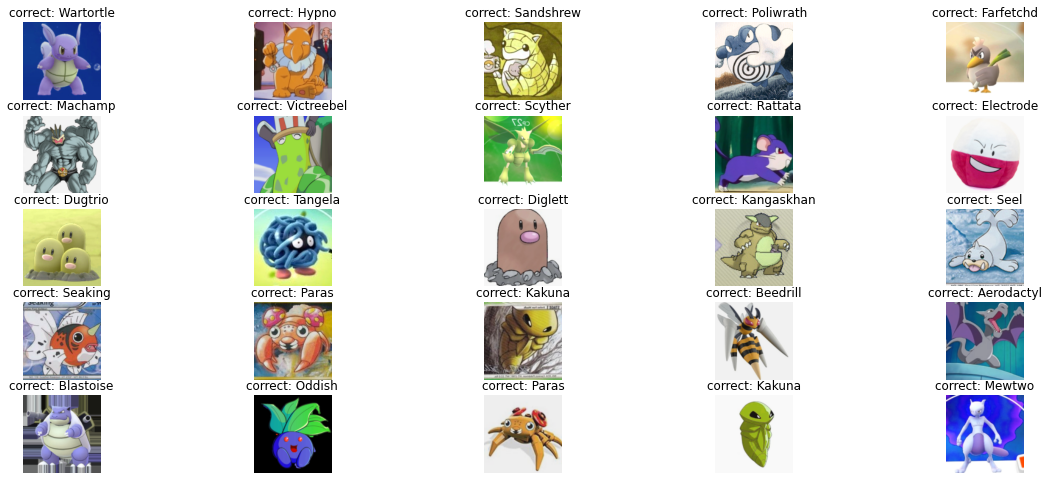 correct: Wartortle
correct: Hypno
correct: Sandshrew
correct: Poliwrath
correct: Farfetchd
correct: Machamp
correct: Victreebel
correct: Scyther
correct: Rattata
correct: Electrode
correct: Dugtrio
correct: Tangela
correct: Diglett
correct: Kangaskhan
correct: Seel
correct: Seaking
correct: Paras
correct: Kakuna
correct: Beedrill
correct: Aerodactyl
correct: Blastoise
correct: Oddish
correct: Paras
correct: Kakuna
correct: Mewtwo